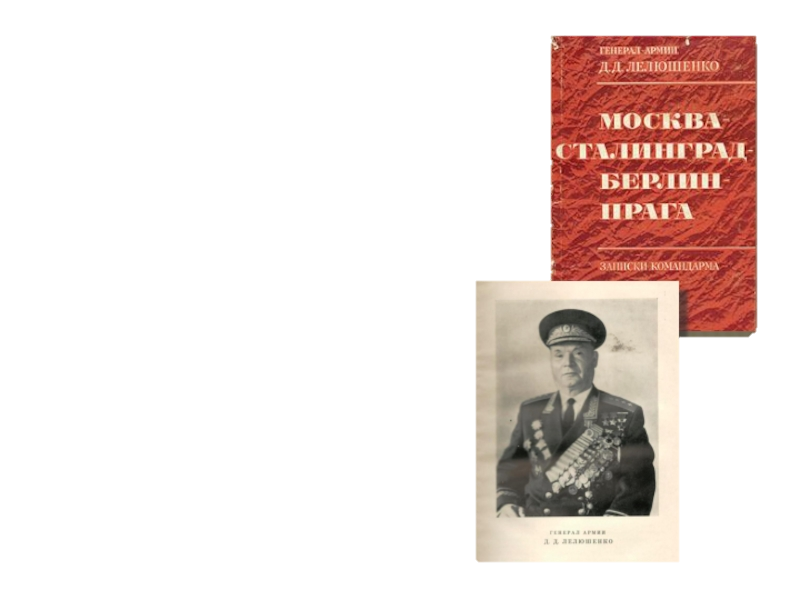 ГЕНЕРАЛ АРМИИ
Д.Д. ЛЕЛЮШЕНКО
МОСКВА-
СТАЛИНГРАД-
БЕРЛИН-
ПРАГА
ЗАПИСКИ КОМАНДАРМА
ГЕНЕРАЛ АРМИИ
Д. Д. ЛЕЛЮШЕНКО